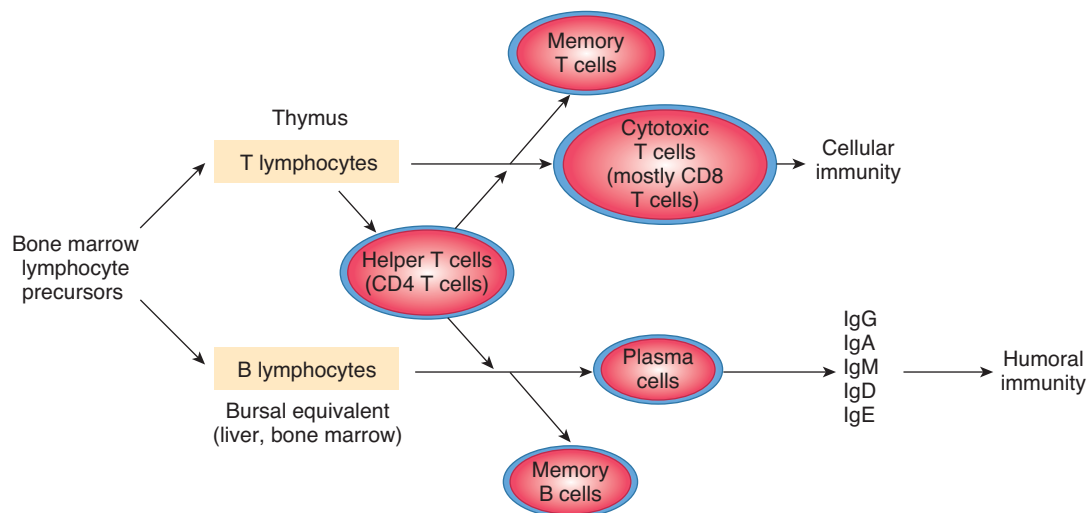 Memory
T cells
Thymus
T lymphocytes
Cytotoxic
T cells
(mostly CD8
T cells)
Cellular
immunity
Bone marrow
lymphocyte
precursors
Helper T cells
(CD4 T cells)
B lymphocytes
Bursal equivalent
(liver, bone marrow)
Plasma
cells
IgG
IgA
IgM
IgD
IgE
Humoral
immunity
Memory
B cells